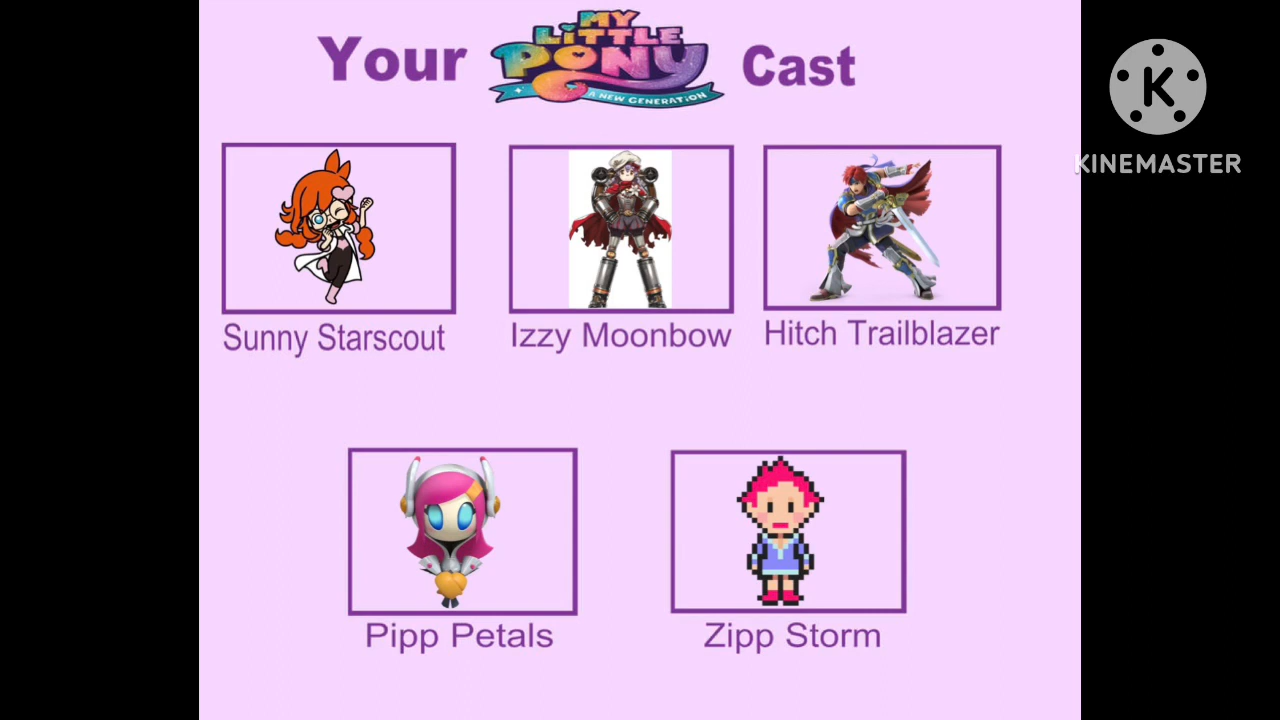 Your MY LITTLE PONY A NEW GENERATION Cast
K
KINEMASTER
Sunny Starscout Izzy Moonbow Hitch Trailblazer
Pipp Petals Zipp Storm